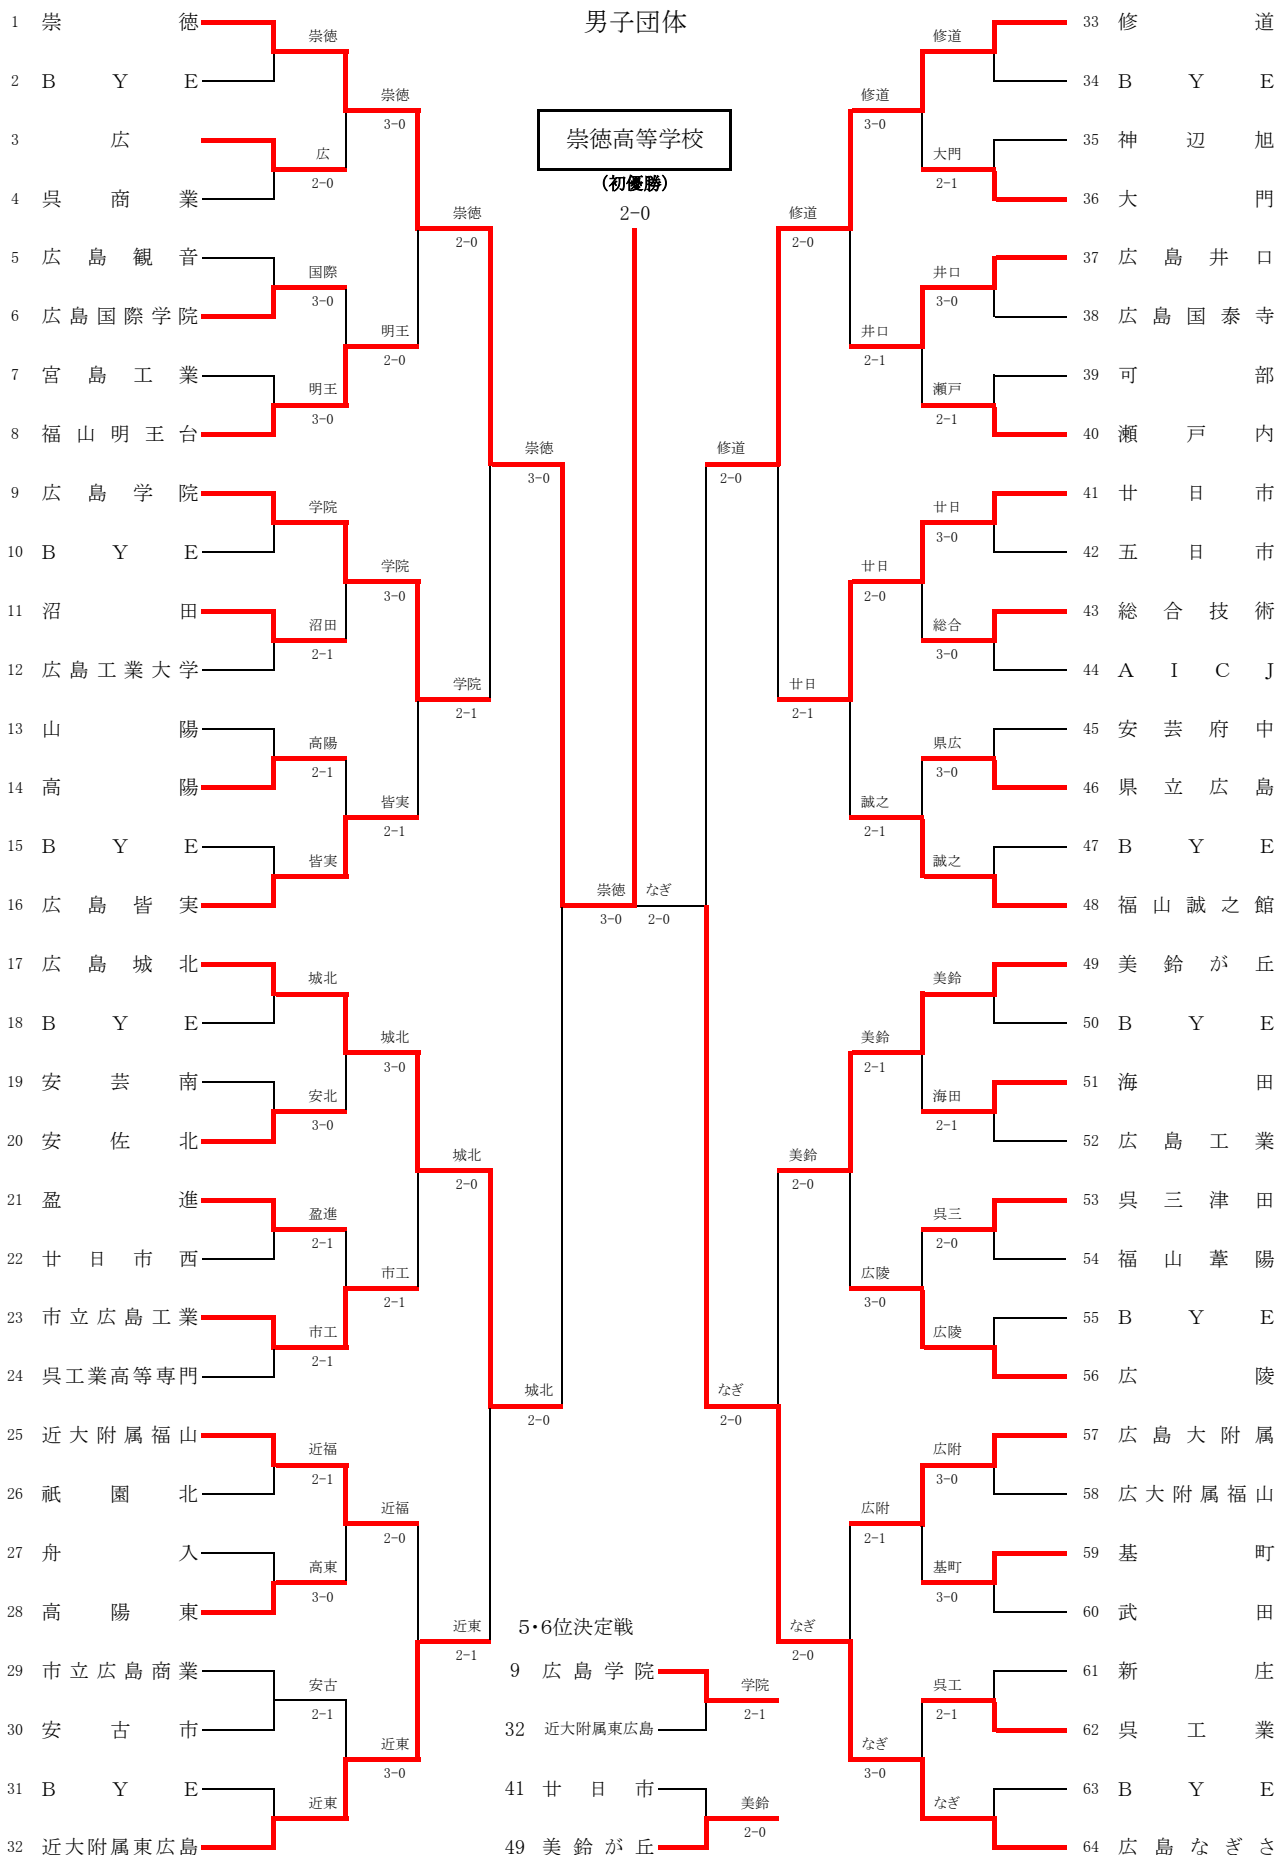 男子団体
崇徳高等学校
(初優勝)
2-0
1 崇徳
2 BYE
3 広
4 呉商業
5 広島観音
6 広島国際学院
7 宮島工業
8 福山明王台
9 広島学院
10 BYE
11 沼田
12 広島工業大学
13 山陽
14 高陽
15 BYE
16 広島皆実
17 広島城北
18 BYE
19 安芸南
20 安佐北
21 盈進
22 廿日市西
23 市立広島工業
24 呉工業高等専門
25 近大附属福山
26 祇園北
27 舟入
28 高陽東
29 市立広島商業
30 安古市
31 BYE
32 近大附属東広島
崇徳
広
2-0
国際
3-0
明王
3-0
学院
沼田
2-1
高陽
2-1
皆実
城北
安北
3-0
盈進
2-1
市工
2-1
近福
2-1
高東
3-0
安古
2-1
近東
崇徳
3-0
明王
2-0
学院
3-0
皆実
2-1
城北
3-0
市工
2-1
近福
2-0
近東
3-0
崇徳
2-0
学院
2-1
城北
2-0
近東
2-1
崇徳
3-0
城北
2-0
崇徳
3-0
なぎ
2-0
修道
2-0
なぎ
2-0
修道
2-0
廿日
2-1
美鈴
2-0
なぎ
2-0
修道
3-0
井口
2-1
廿日
2-0
誠之
2-1
美鈴
2-1
広陵
3-0
広附
2-1
なぎ
3-0
修道
大門
2-1
井口
3-0
瀬戸
2-1
廿日
3-0
総合
3-0
県広
3-0
誠之
美鈴
海田
2-1
呉三
2-0
広陵
広附
3-0
基町
3-0
呉工
2-1
なぎ
33 修道
34 BYE
35 神辺旭
36 大門
37 広島井口
38 広島国泰寺
39 可部
40 瀬戸内
41 廿日市
42 五日市
43 総合技術
44 AICJ
45 安芸府中
46 県立広島
47 BYE
48 福山誠之館
49 美鈴が丘
50 BYE
51 海田
52 広島工業
53 呉三津田
54 福山葦陽
55 BYE
56 広陵
57 広島大附属
58 広大附属福山
59 基町
60 武田
61 新庄
62 呉工業
63 BYE
64 広島なぎさ
5・6位決定戦
9 広島学院
32 近大附属東広島
学院
2-1
41 廿日市
49 美鈴が丘
美鈴
2-0